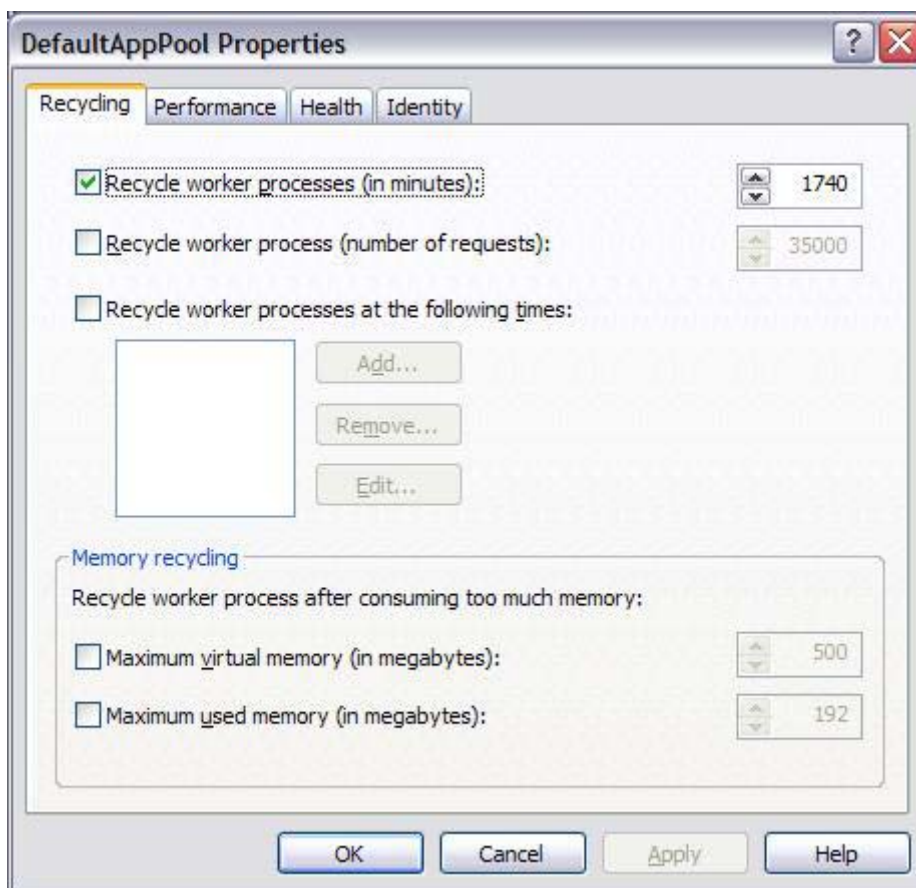 DefaultAppPool Properties
Recycling Performance Health Identity
Recycle worker processes (in minutes): 1740
Recycle worker process (number of requests): 35000
Recycle worker processes at the following times:
Add...
Remove...
Edit...
Memory recycling
Recycle worker process after consuming too much memory:
Maximum virtual memory (in megabytes): 500
Maximum used memory (in megabytes): 192
OK Cancel Apply Help